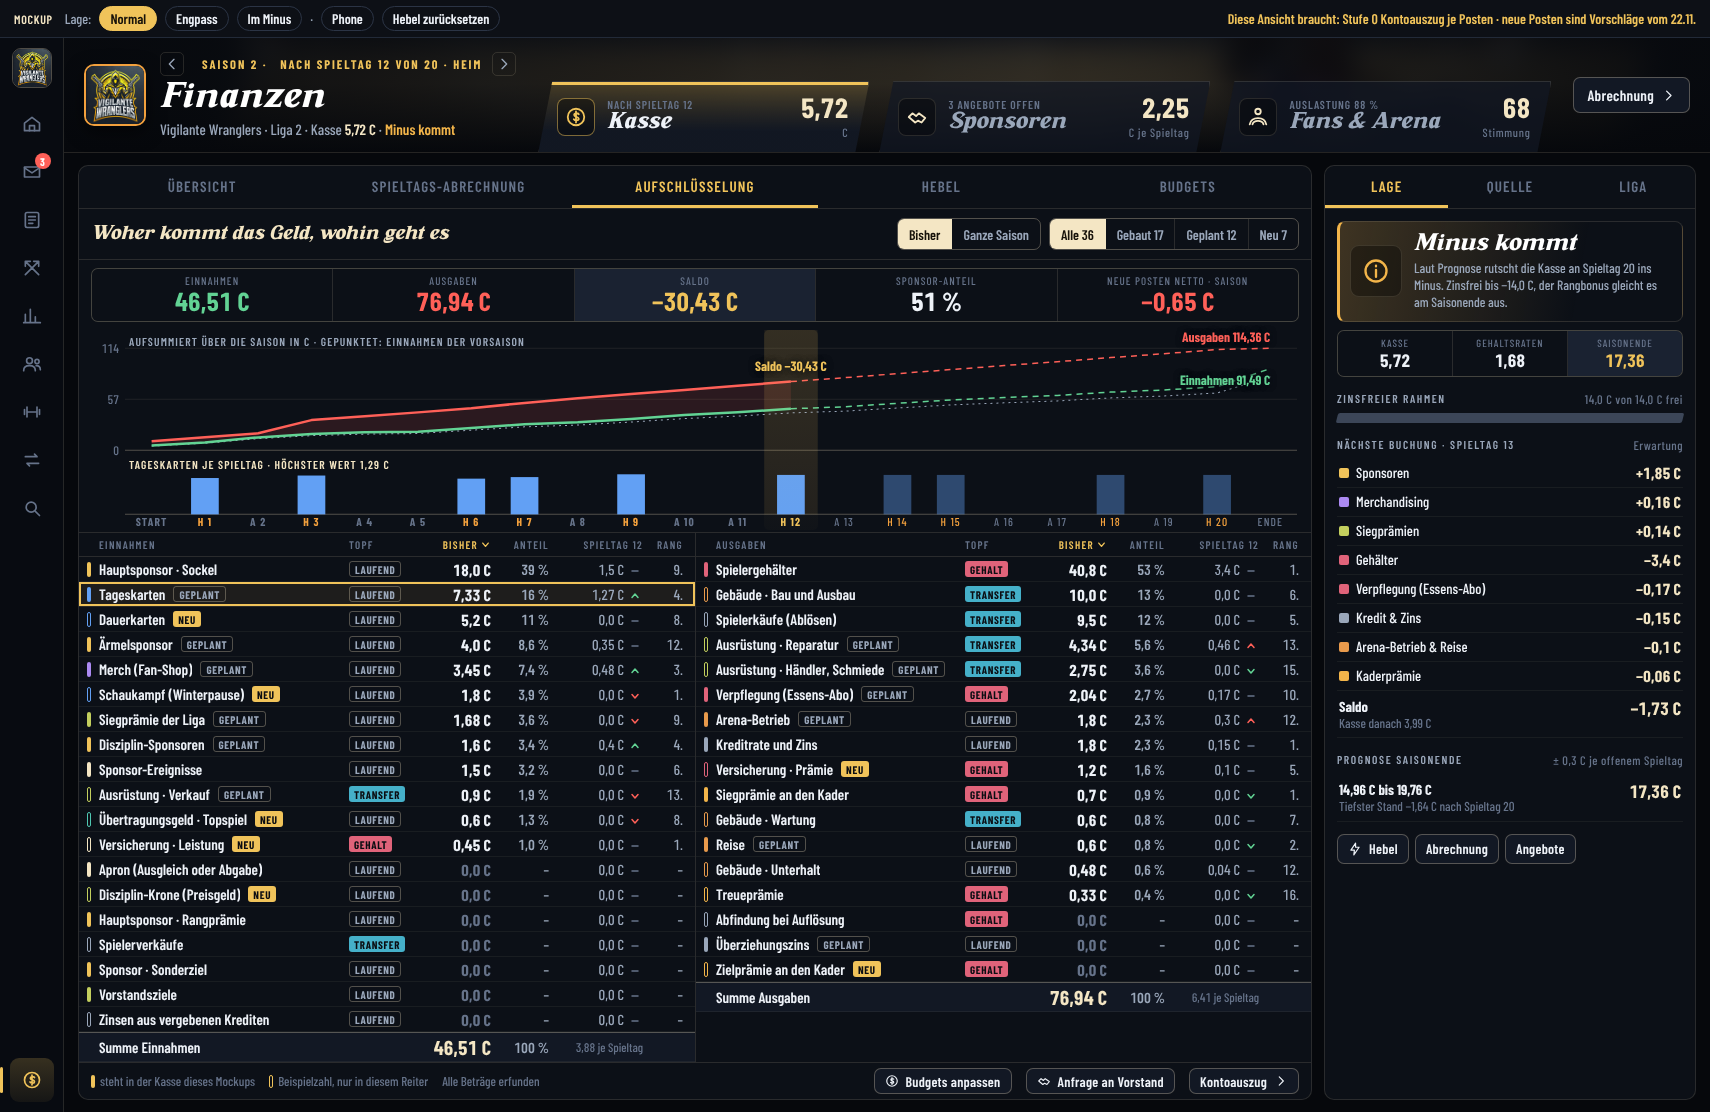 MOCKUP Lage: Normal Engpass Im Minus · Phone Hebel zurücksetzen
Diese Ansicht braucht: Stufe 0 Kontoauszug je Posten · neue Posten sind Vorschläge vom 22.11.
3
SAISON 2 · NACH SPIELTAG 12 VON 20 · HEIM
Finanzen
Vigilante Wranglers · Liga 2 · Kasse 5,72 C · Minus kommt
VIGILANTE WRANGLERS
NACH SPIELTAG 12
Kasse
5,72
C
3 ANGEBOTE OFFEN
Sponsoren
2,25
C je Spieltag
AUSLASTUNG 88 %
Fans & Arena
68
Stimmung
Abrechnung
ÜBERSICHT SPIELTAGS-ABRECHNUNG AUFSCHLÜSSELUNG HEBEL BUDGETS
Woher kommt das Geld, wohin geht es
Bisher Ganze Saison Alle 36 Gebaut 17 Geplant 12 Neu 7
EINNAHMEN AUSGABEN SALDO SPONSOR-ANTEIL NEUE POSTEN NETTO · SAISON
46,51 C 76,94 C −30,43 C 51 % −0,65 C
AUFSUMMIERT ÜBER DIE SAISON IN C · GEPUNKTET: EINNAHMEN DER VORSAISON
114
57
0
Ausgaben 114,36 C
Saldo −30,43 C
Einnahmen 91,49 C
TAGESKARTEN JE SPIELTAG · HÖCHSTER WERT 1,29 C
START H 1 A 2 H 3 A 4 A 5 H 6 H 7 A 8 H 9 A 10 A 11 H 12 A 13 H 14 H 15 A 16 A 17 H 18 A 19 H 20 ENDE
EINNAHMEN TOPF BISHER ANTEIL SPIELTAG 12 RANG
Hauptsponsor · Sockel LAUFEND 18,0 C 39 % 1,5 C – 9.
Tageskarten GEPLANT LAUFEND 7,33 C 16 % 1,27 C 4.
Dauerkarten NEU LAUFEND 5,2 C 11 % 0,0 C – 8.
Ärmelsponsor GEPLANT LAUFEND 4,0 C 8,6 % 0,35 C – 12.
Merch (Fan-Shop) GEPLANT LAUFEND 3,45 C 7,4 % 0,48 C 3.
Schaukampf (Winterpause) NEU LAUFEND 1,8 C 3,9 % 0,0 C 1.
Siegprämie der Liga GEPLANT LAUFEND 1,68 C 3,6 % 0,0 C 9.
Disziplin-Sponsoren GEPLANT LAUFEND 1,6 C 3,4 % 0,4 C 4.
Sponsor-Ereignisse LAUFEND 1,5 C 3,2 % 0,0 C – 6.
Ausrüstung · Verkauf GEPLANT TRANSFER 0,9 C 1,9 % 0,0 C 13.
Übertragungsgeld · Topspiel NEU LAUFEND 0,6 C 1,3 % 0,0 C 8.
Versicherung · Leistung NEU GEHALT 0,45 C 1,0 % 0,0 C – 1.
Apron (Ausgleich oder Abgabe) LAUFEND 0,0 C – 0,0 C – –
Disziplin-Krone (Preisgeld) NEU LAUFEND 0,0 C – 0,0 C – –
Hauptsponsor · Rangprämie LAUFEND 0,0 C – 0,0 C – –
Spielerverkäufe TRANSFER 0,0 C – 0,0 C – –
Sponsor · Sonderziel LAUFEND 0,0 C – 0,0 C – –
Vorstandsziele LAUFEND 0,0 C – 0,0 C – –
Zinsen aus vergebenen Krediten LAUFEND 0,0 C – 0,0 C – –
Summe Einnahmen 46,51 C 100 % 3,88 je Spieltag
AUSGABEN TOPF BISHER ANTEIL SPIELTAG 12 RANG
Spielergehälter GEHALT 40,8 C 53 % 3,4 C – 1.
Gebäude · Bau und Ausbau TRANSFER 10,0 C 13 % 0,0 C – 6.
Spielerkäufe (Ablösen) TRANSFER 9,5 C 12 % 0,0 C – 5.
Ausrüstung · Reparatur GEPLANT TRANSFER 4,34 C 5,6 % 0,46 C 13.
Ausrüstung · Händler, Schmiede GEPLANT TRANSFER 2,75 C 3,6 % 0,0 C 15.
Verpflegung (Essens-Abo) GEPLANT GEHALT 2,04 C 2,7 % 0,17 C – 10.
Arena-Betrieb GEPLANT LAUFEND 1,8 C 2,3 % 0,3 C 12.
Kreditrate und Zins LAUFEND 1,8 C 2,3 % 0,15 C – 1.
Versicherung · Prämie NEU GEHALT 1,2 C 1,6 % 0,1 C – 5.
Siegprämie an den Kader GEHALT 0,7 C 0,9 % 0,0 C 1.
Gebäude · Wartung TRANSFER 0,6 C 0,8 % 0,0 C – 7.
Reise GEPLANT LAUFEND 0,6 C 0,8 % 0,0 C 2.
Gebäude · Unterhalt LAUFEND 0,48 C 0,6 % 0,04 C – 12.
Treueprämie GEHALT 0,33 C 0,4 % 0,0 C 16.
Abfindung bei Auflösung GEHALT 0,0 C – 0,0 C – –
Überziehungszins GEPLANT LAUFEND 0,0 C – 0,0 C – –
Zielprämie an den Kader NEU GEHALT 0,0 C – 0,0 C – –
Summe Ausgaben 76,94 C 100 % 6,41 je Spieltag
steht in der Kasse dieses Mockups Beispielzahl, nur in diesem Reiter Alle Beträge erfunden
Budgets anpassen Anfrage an Vorstand Kontoauszug
LAGE QUELLE LIGA
Minus kommt
Laut Prognose rutscht die Kasse an Spieltag 20 ins
Minus. Zinsfrei bis −14,0 C, der Rangbonus gleicht es
am Saisonende aus.
KASSE GEHALTSRATEN SAISONENDE
5,72 1,68 17,36
ZINSFREIER RAHMEN 14,0 C von 14,0 C frei
NÄCHSTE BUCHUNG · SPIELTAG 13 Erwartung
Sponsoren +1,85 C
Merchandising +0,16 C
Siegprämien +0,14 C
Gehälter −3,4 C
Verpflegung (Essens-Abo) −0,17 C
Kredit & Zins −0,15 C
Arena-Betrieb & Reise −0,1 C
Kaderprämie −0,06 C
Saldo −1,73 C
Kasse danach 3,99 C
PROGNOSE SAISONENDE ± 0,3 C je offenem Spieltag
14,96 C bis 19,76 C 17,36 C
Tiefster Stand −1,64 C nach Spieltag 20
Hebel Abrechnung Angebote